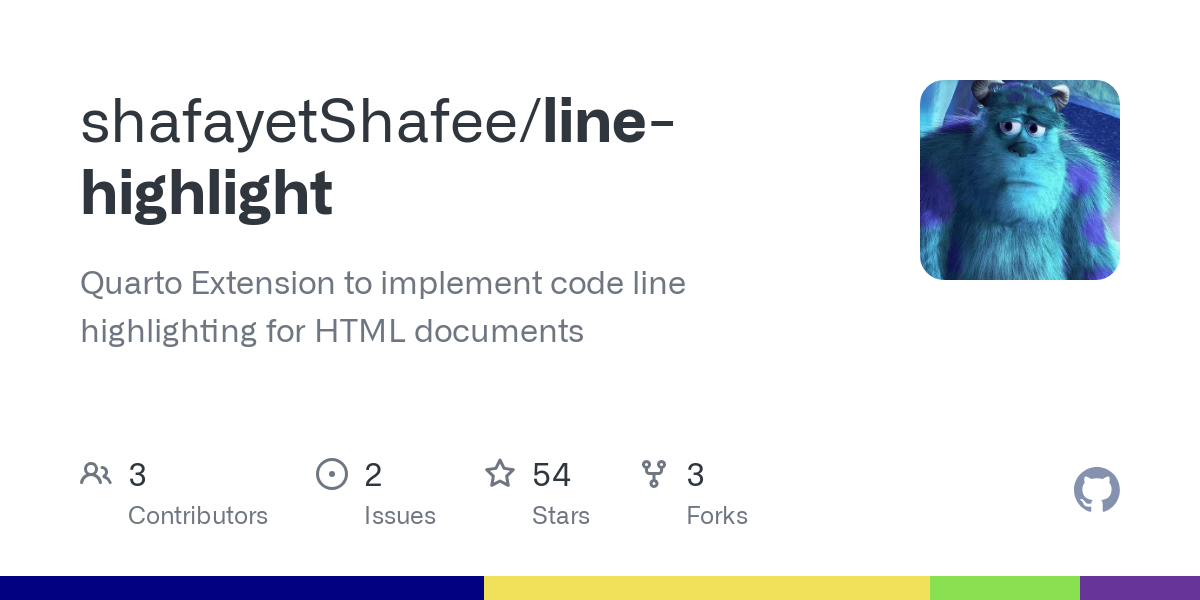 shafayetShafee/line-
highlight
Quarto Extension to implement code line
highlighting for HTML documents
3 2 54 3
Contributors Issues Stars Forks